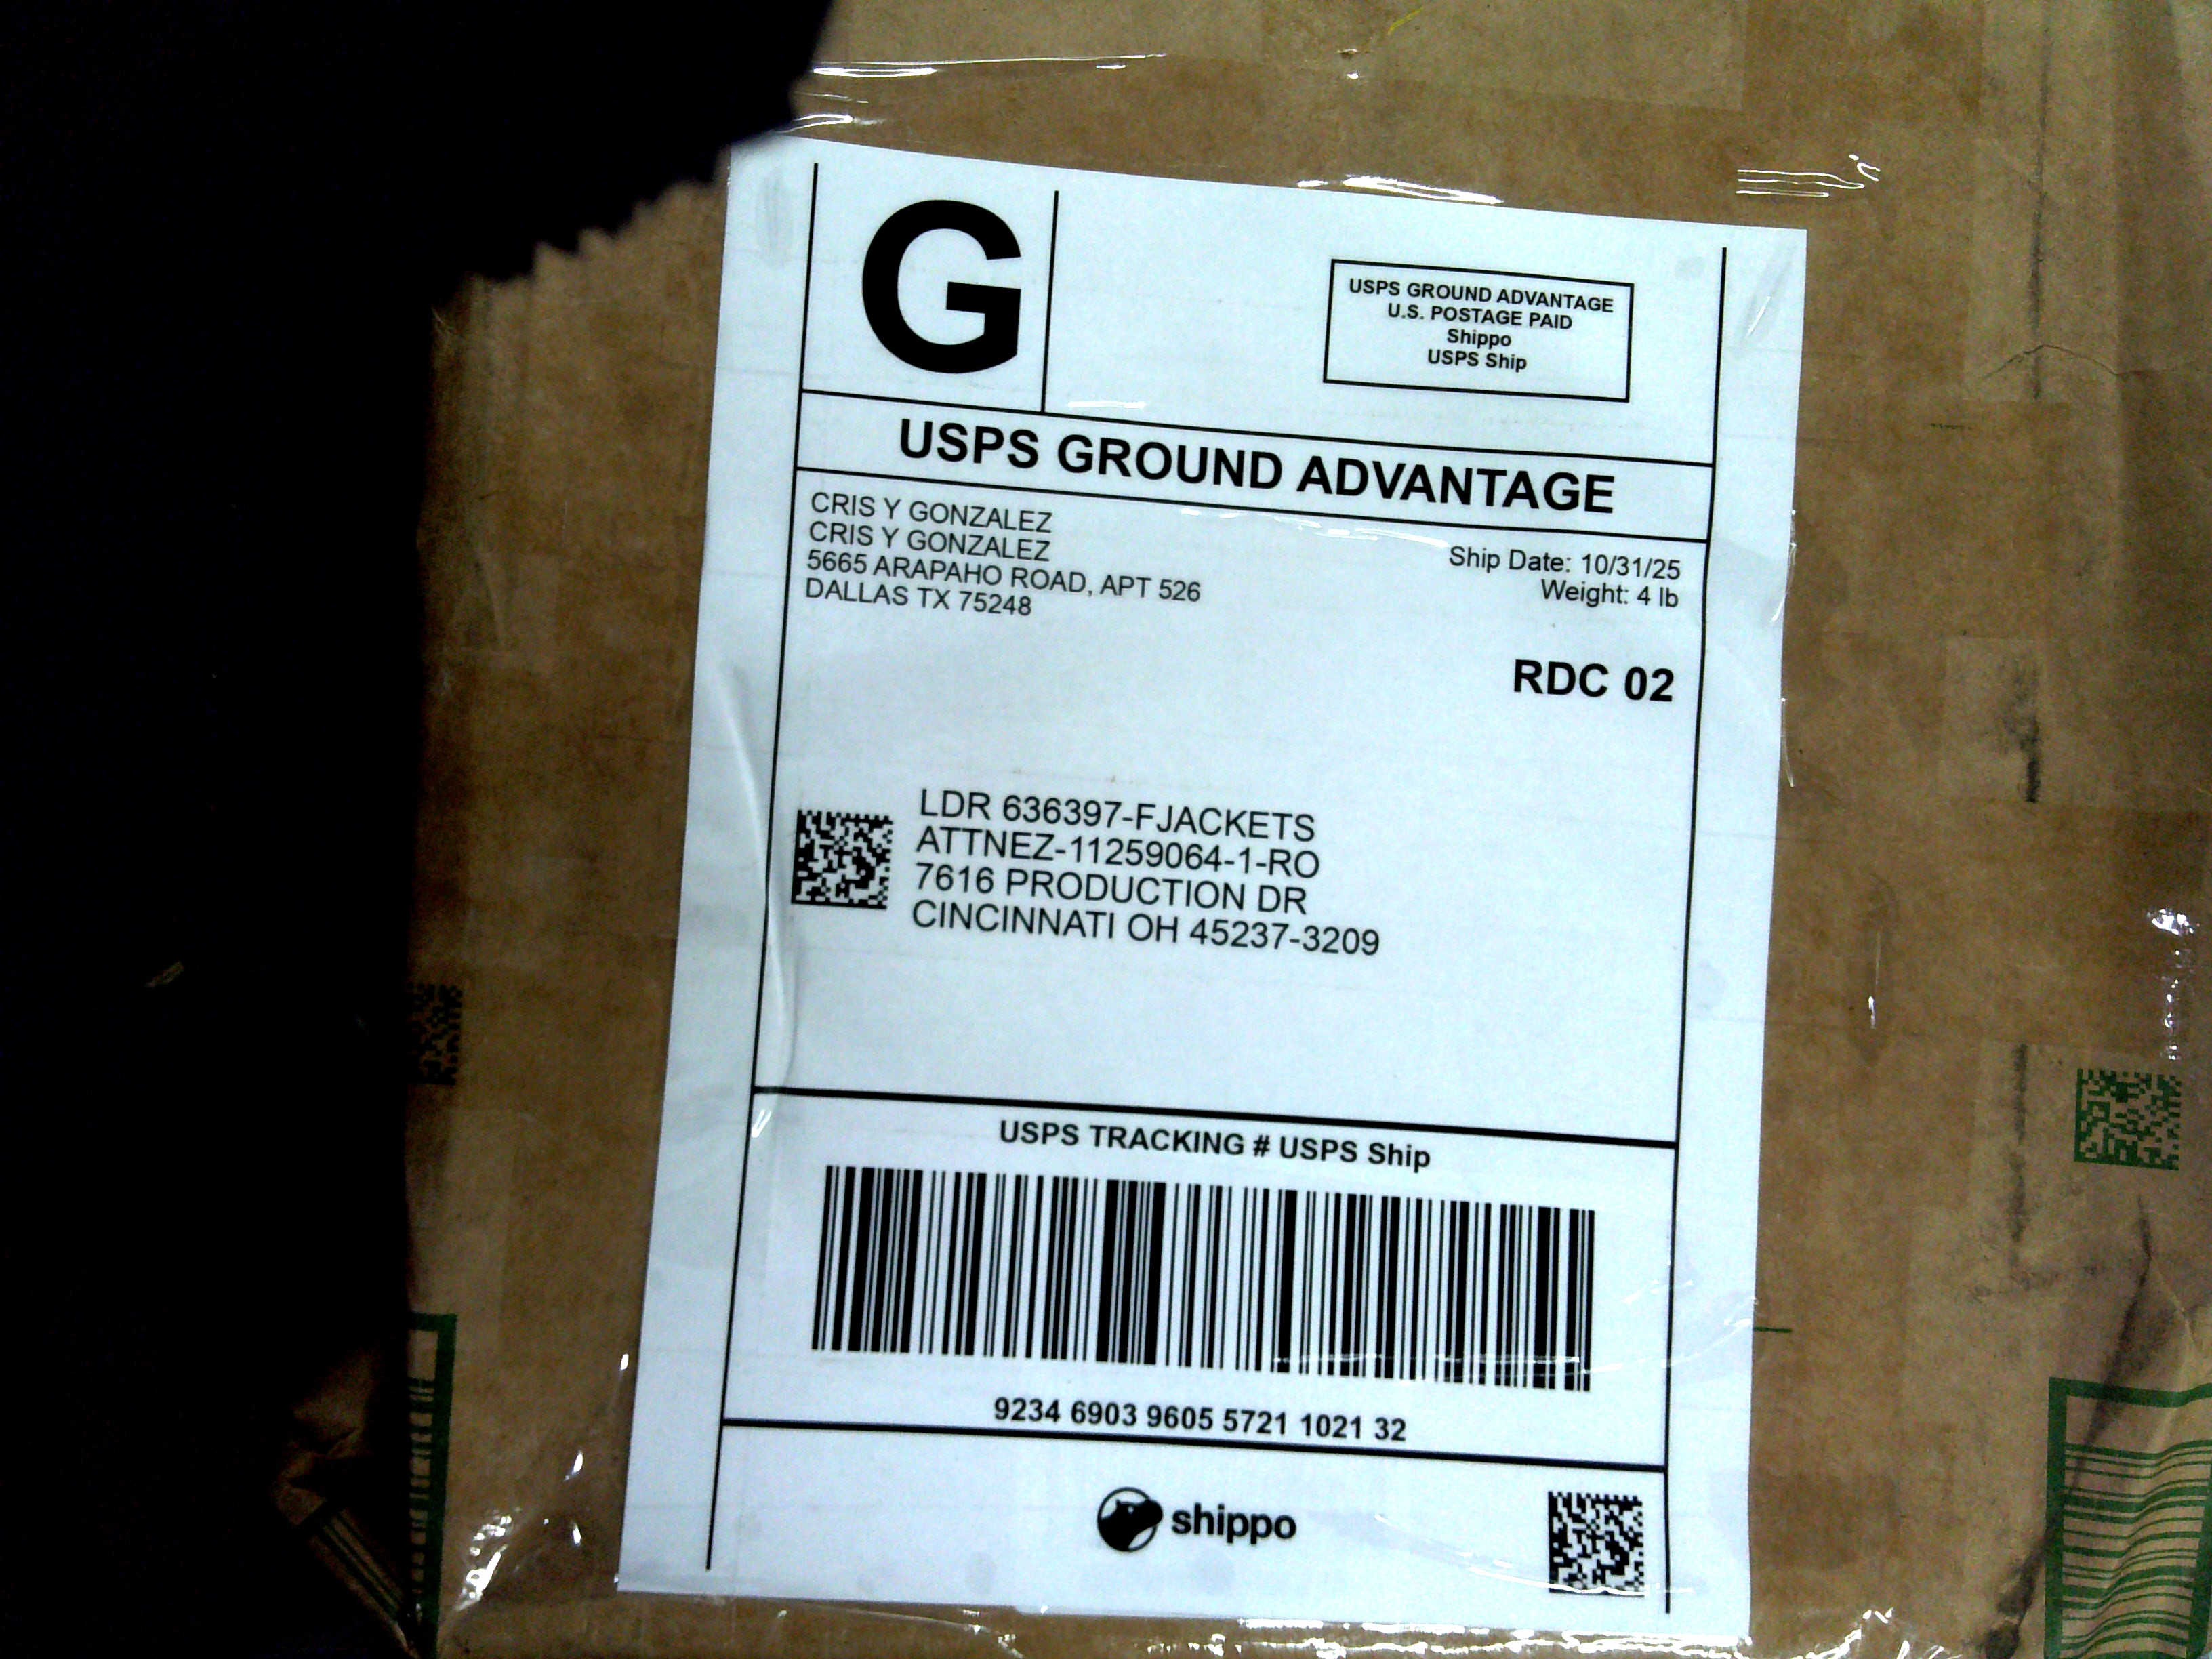 G
USPS GROUND ADVANTAGE
U.S. POSTAGE PAID
Shippo
USPS Ship
USPS GROUND ADVANTAGE
CRIS Y GONZALEZ
CRIS Y GONZALEZ
5665 ARAPAHO ROAD, APT 526
DALLAS TX 75248
Ship Date: 10/31/25
Weight: 4 lb
RDC 02
LDR 636397-FJACKETS
ATTNEZ-11259064-1-RO
7616 PRODUCTION DR
CINCINNATI OH 45237-3209
USPS TRACKING # USPS Ship
9234 6903 9605 5721 1021 32
shippo